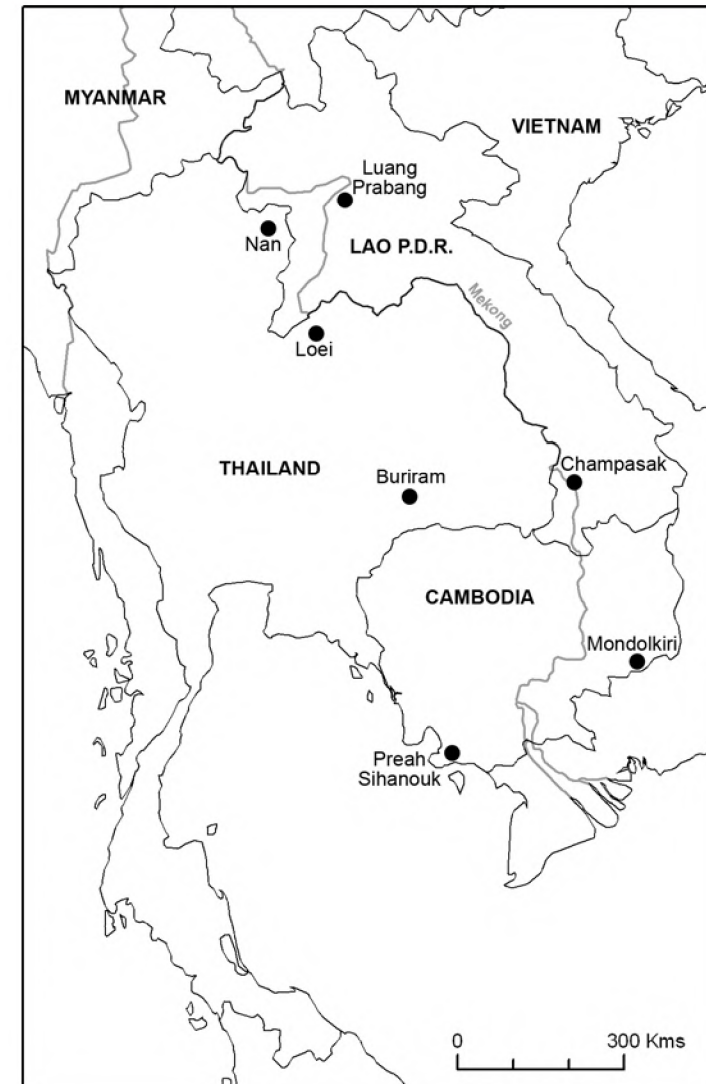 MYANMAR
VIETNAM
Luang
Prabang
Nan
LAO P.D.R.
Mekong
Loei
THAILAND
Buriram
Champasak
CAMBODIA
Mondolkiri
Preah
Sihanouk
0 300 Kms